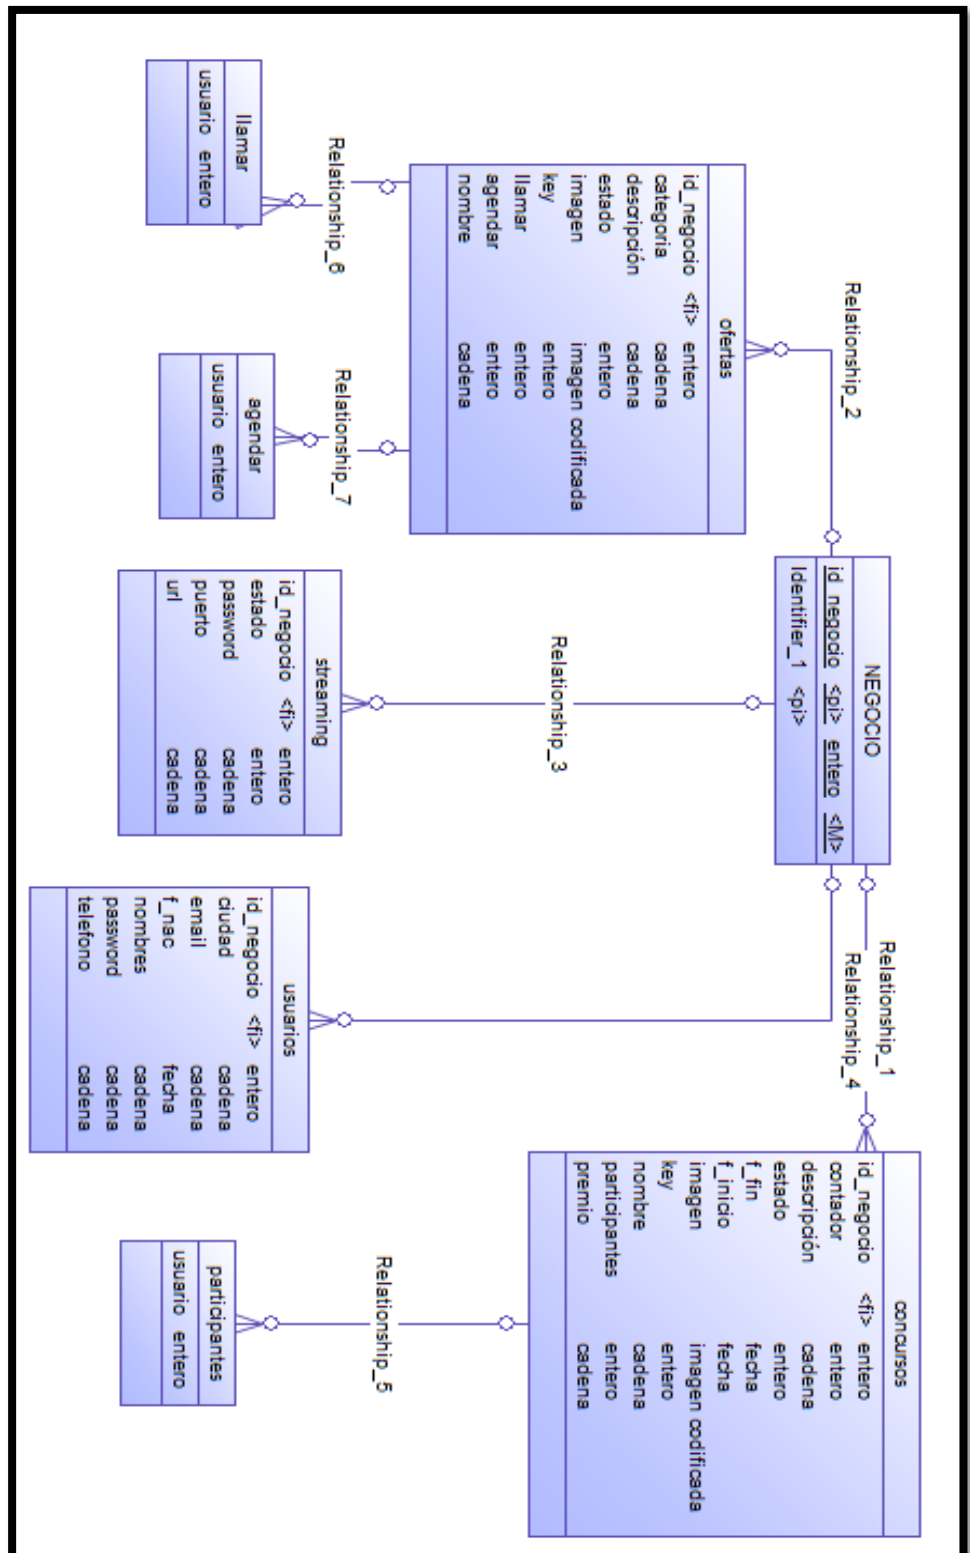 NEGOCIO
id_negocio <pi> entero <M>
Identifier_1 <pi>
Relationship_2
Relationship_3
Relationship_1
Relationship_4
ofertas
id_negocio <fi> entero
categoria cadena
descripción cadena
estado entero
imagen imagen codificada
key entero
llamar entero
agendar entero
nombre cadena
Relationship_6
Relationship_7
llamar
usuario entero
agendar
usuario entero
streaming
id_negocio <fi> entero
estado entero
password cadena
puerto cadena
url cadena
usuarios
id_negocio <fi> entero
ciudad cadena
email cadena
f_nac fecha
nombres cadena
password cadena
telefono cadena
concursos
id_negocio <fi> entero
contador entero
descripción cadena
estado entero
f_fin fecha
f_inicio fecha
imagen imagen codificada
key entero
nombre cadena
participantes entero
premio cadena
Relationship_5
participantes
usuario entero